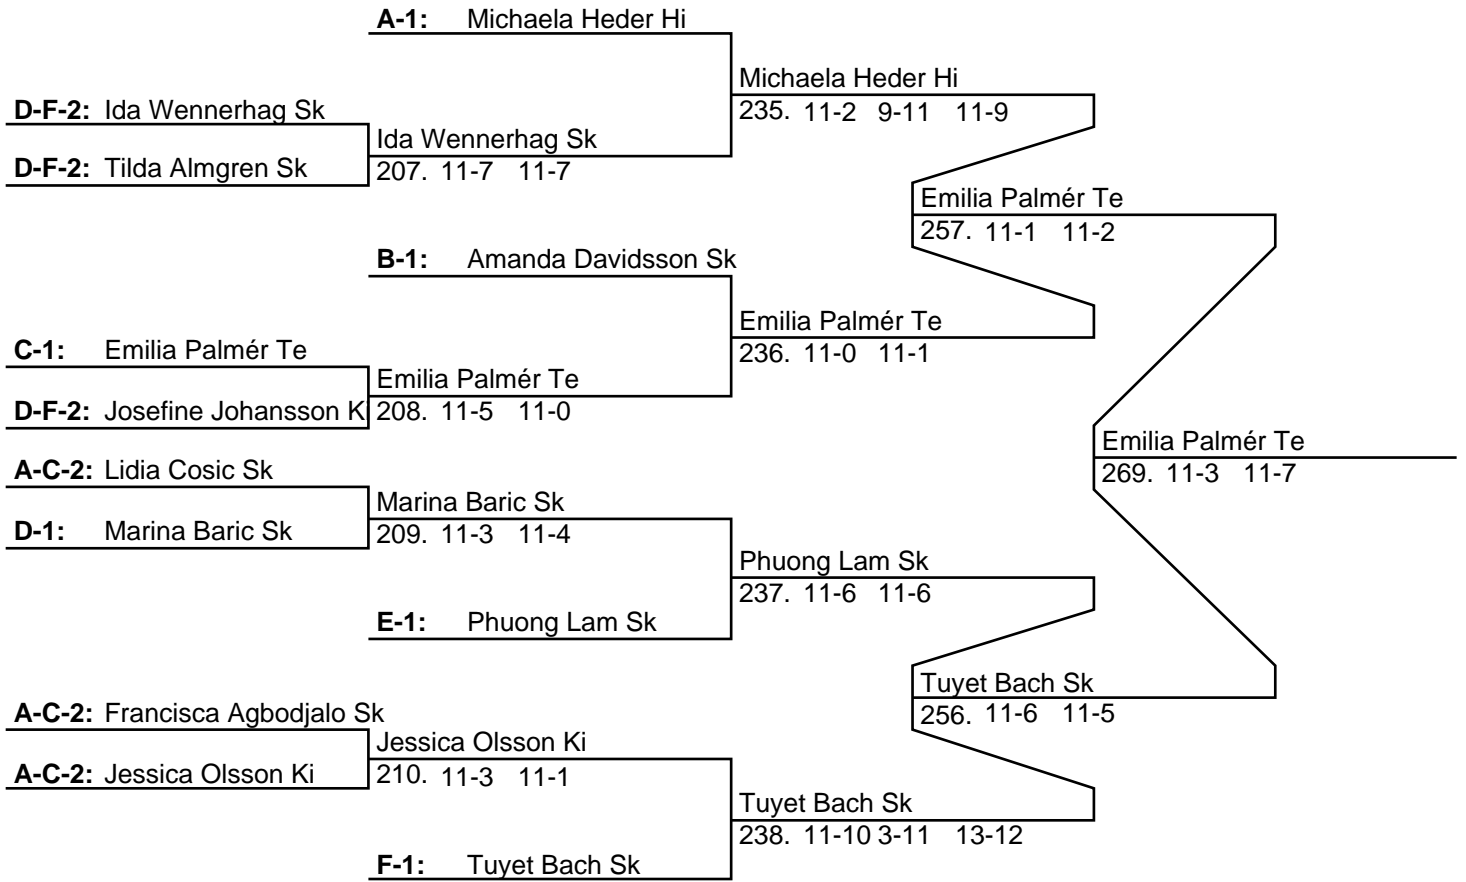 A-1: Michaela Heder Hi
Michaela Heder Hi
D-F-2: Ida Wennerhag Sk
235. 11-2 9-11 11-9
Ida Wennerhag Sk
D-F-2: Tilda Almgren Sk
207. 11-7 11-7
Emilia Palmér Te
257. 11-1 11-2
B-1: Amanda Davidsson Sk
Emilia Palmér Te
C-1: Emilia Palmér Te
236. 11-0 11-1
Emilia Palmér Te
D-F-2: Josefine Johansson K
208. 11-5 11-0
Emilia Palmér Te
A-C-2: Lidia Cosic Sk
269. 11-3 11-7
Marina Baric Sk
D-1: Marina Baric Sk
209. 11-3 11-4
Phuong Lam Sk
237. 11-6 11-6
E-1: Phuong Lam Sk
Tuyet Bach Sk
A-C-2: Francisca Agbodjalo Sk
256. 11-6 11-5
Jessica Olsson Ki
A-C-2: Jessica Olsson Ki
210. 11-3 11-1
Tuyet Bach Sk
238. 11-10 3-11 13-12
F-1: Tuyet Bach Sk